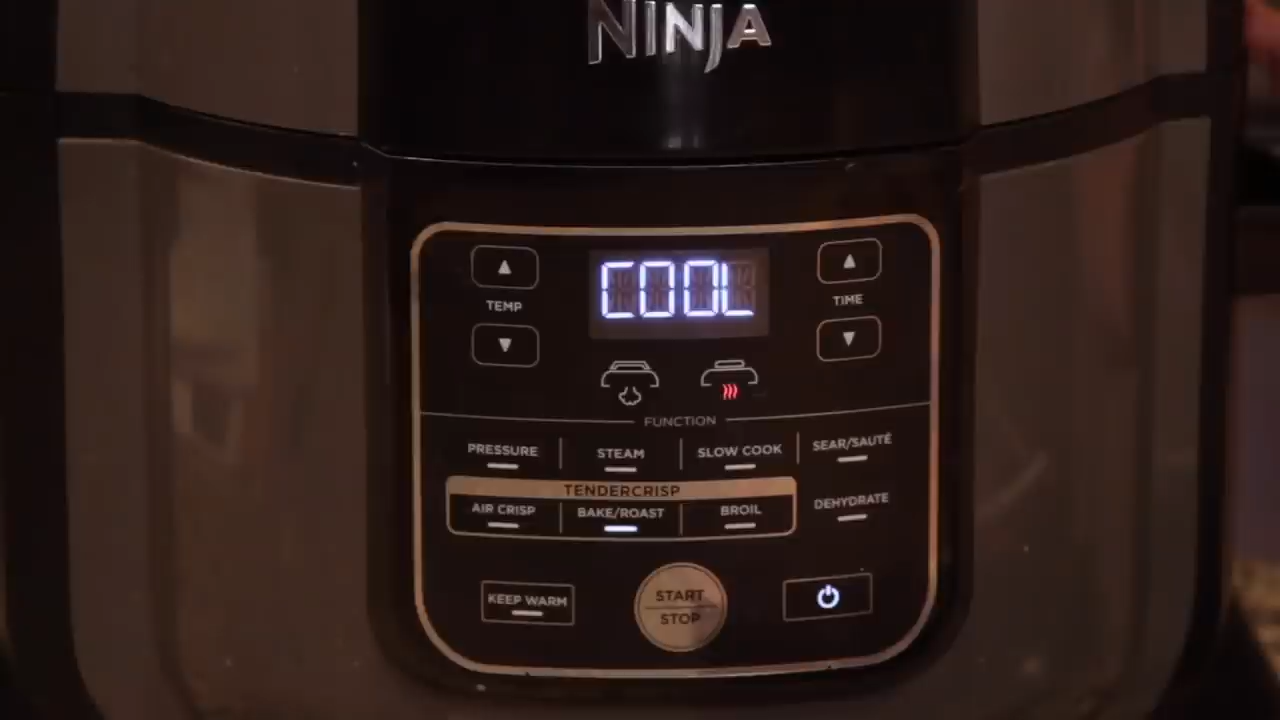 NINJA
COOL
TEMP
TIME
FUNCTION
PRESSURE
STEAM
SLOW COOK
SEAR/SAUTÉ
TENDERCRISP
AIR CRISP
BAKE/ROAST
BROIL
DEHYDRATE
KEEP WARM
START
STOP